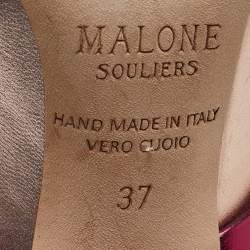 MALONE
SOULIERS
HAND MADE IN ITALY
VERO CUOIO
37